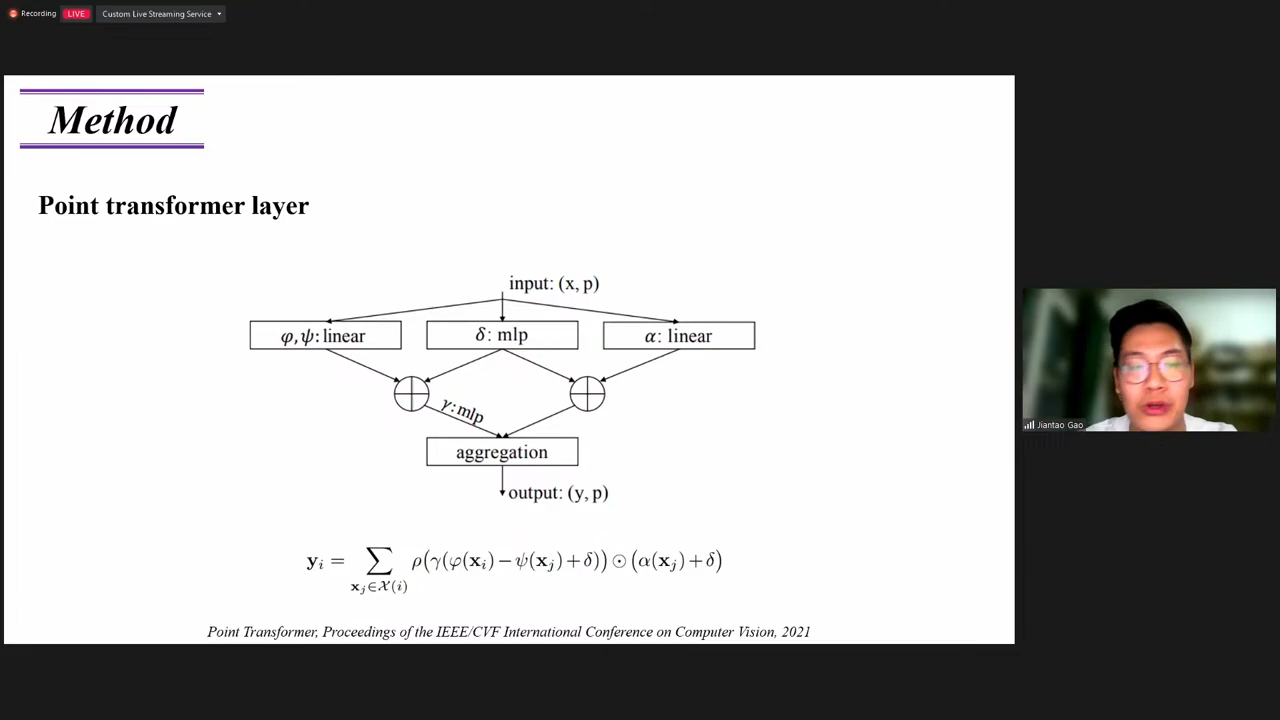 Recording
LIVE
Custom Live Streaming Service
Method
Point transformer layer
input: (x, p)
φ,ψ: linear
δ: mlp
α: linear
γ: mlp
aggregation
output: (y, p)
y_i = ∑_{x_j∈X(i)} ρ(γ(φ(x_i) − ψ(x_j) + δ)) ⊙ (α(x_j) + δ)
Point Transformer, Proceedings of the IEEE/CVF International Conference on Computer Vision, 2021
Jiantao Gao